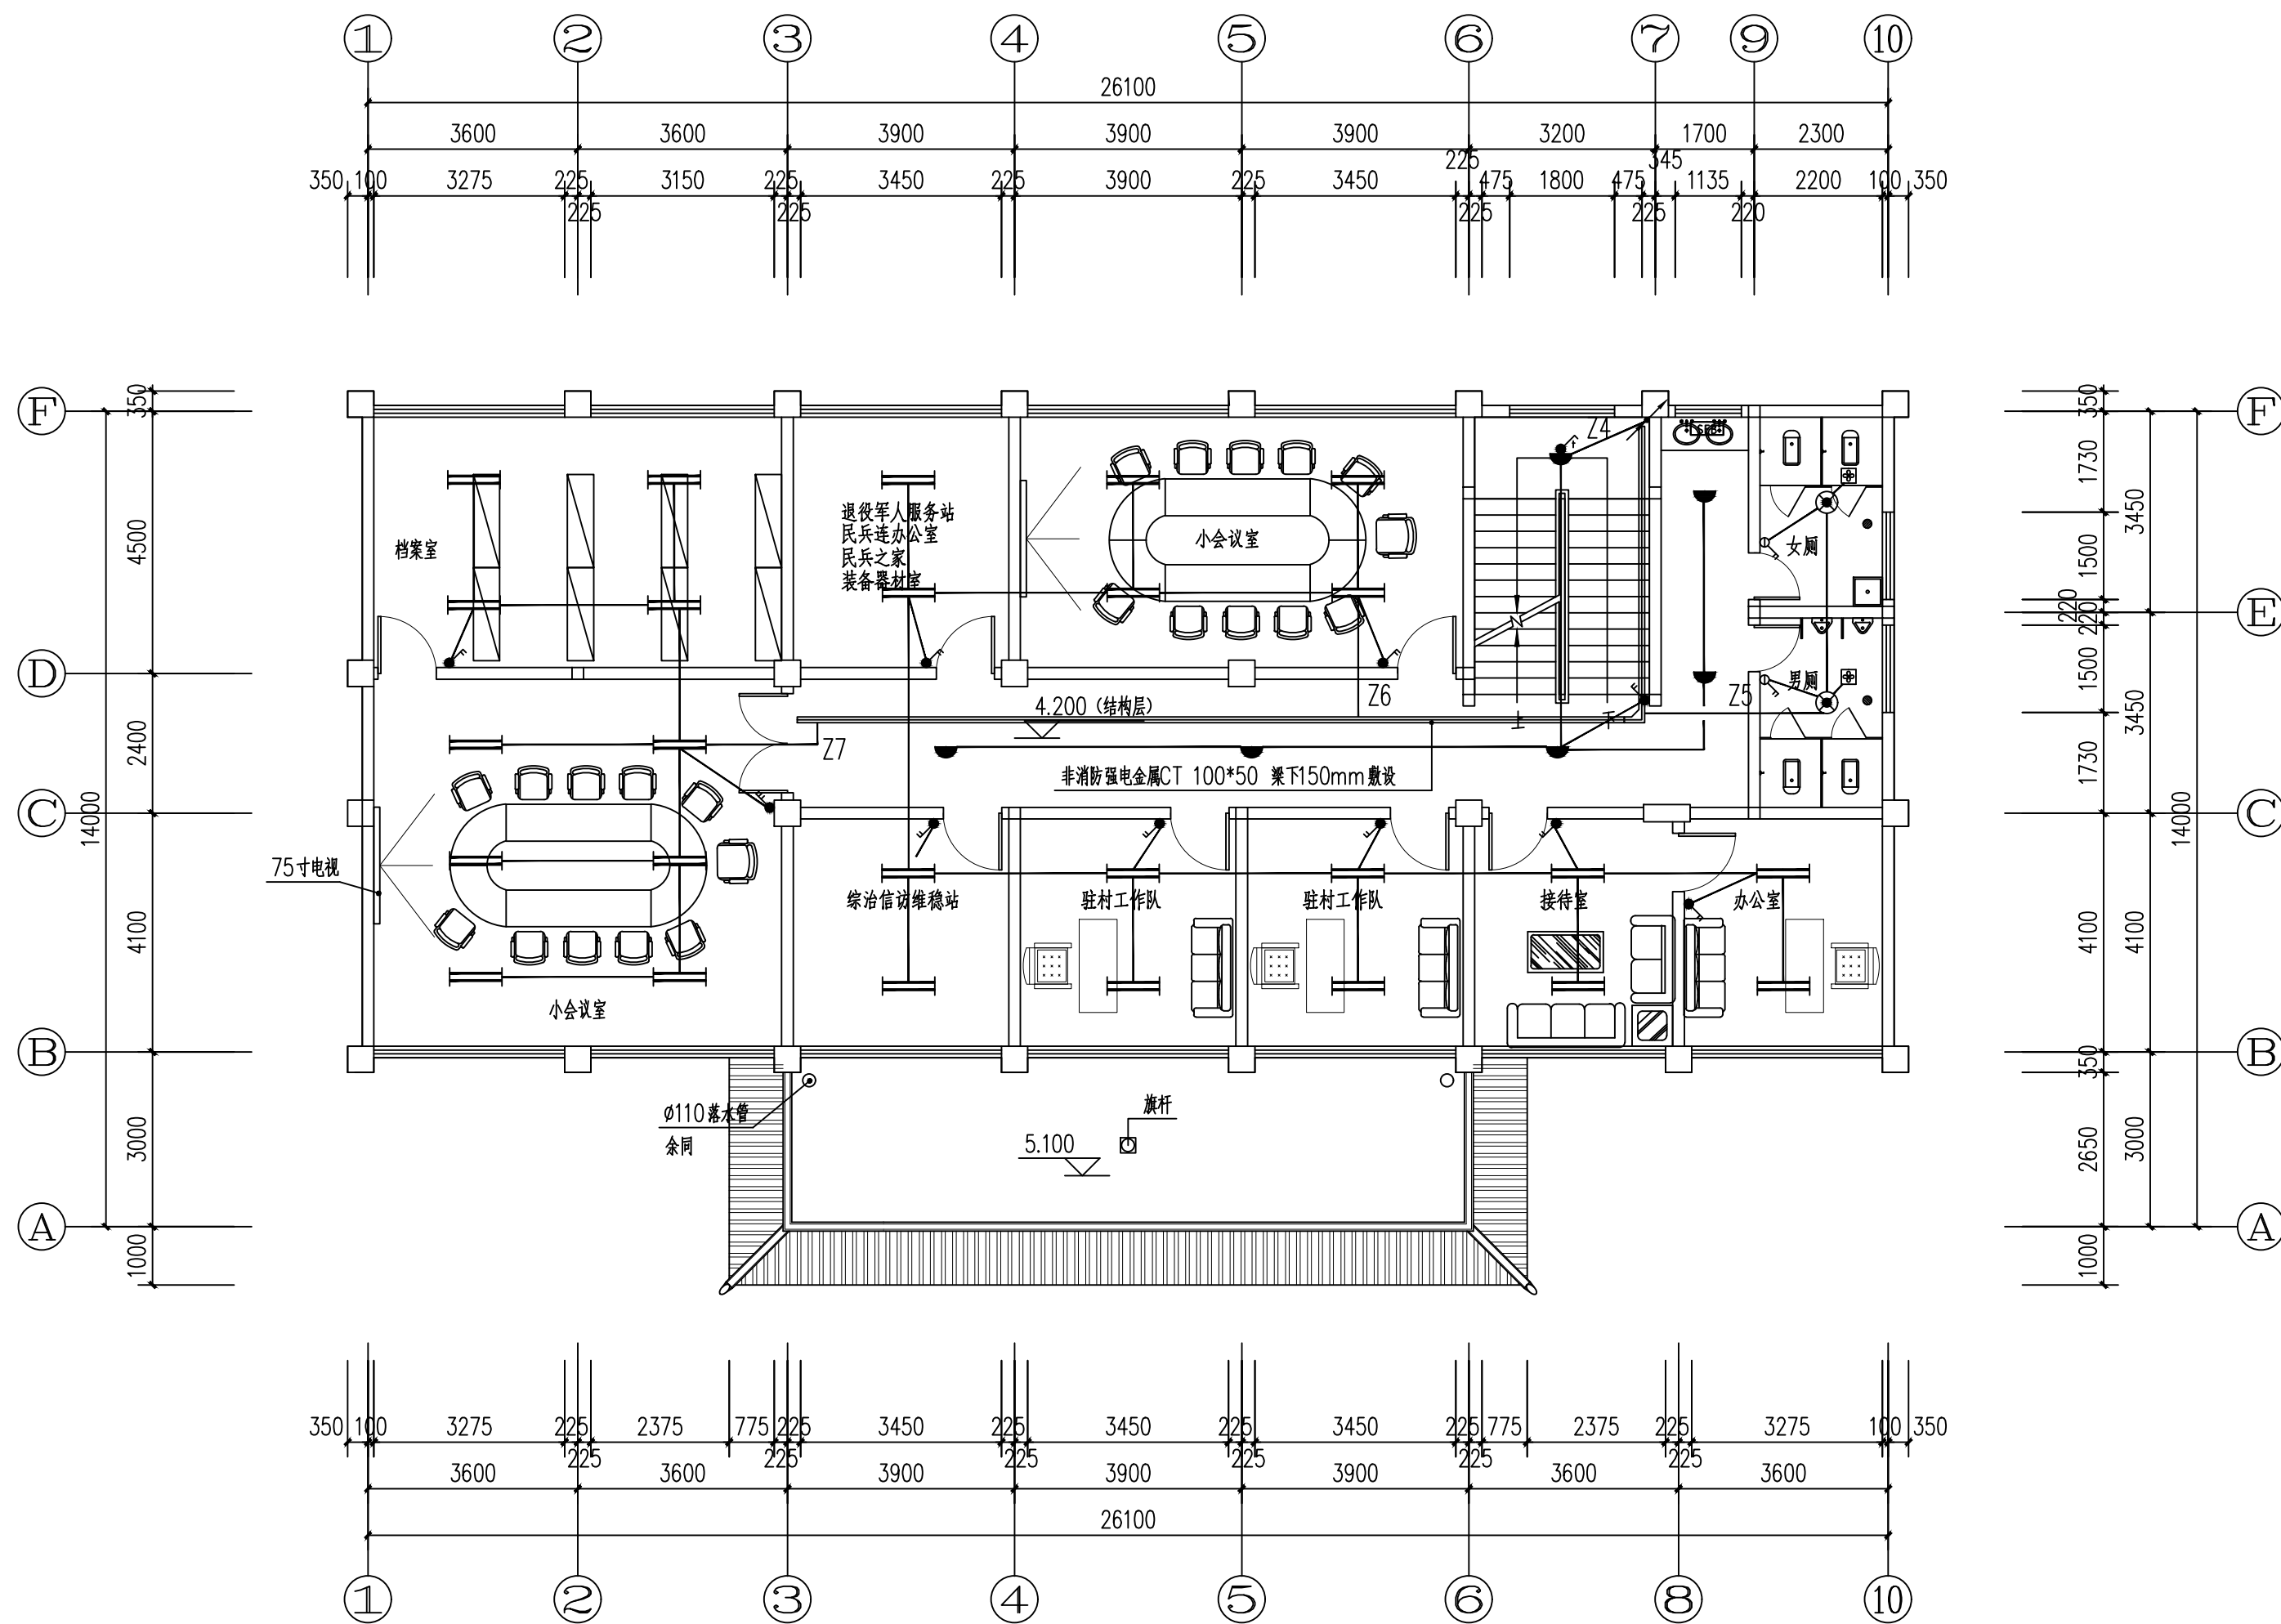 1 2 3 4 5 6 7 9 10
26100
3600 3600 3900 3900 3900 3200 1700 2300
225 345
350 100 3275 225 3150 225 3450 225 3900 225 3450 475 1800 475 1135 2200 100 350
225 225 225 225 220
F
E
D
C
B
A
350
4500
2400
4100
3000
1000
14000
F
E
D
C
B
A
350
1730
1500
220
220
1500
1730
4100
350
2650
1000
3450
3450
4100
3000
14000
档案室
退役军人服务站
民兵连办公室
民兵之家
装备器材室
小会议室
Z4
女厕
男厕
Z5
Z6
Z7
上
下
4.200（结构层）
非消防强电金属CT 100*50 梁下150mm敷设
75寸电视
小会议室
综治信访维稳站
驻村工作队
驻村工作队
接待室
办公室
ø110落水管
余同
旗杆
5.100
350 100 3275 225 2375 775 225 3450 225 3450 225 3450 225 775 2375 225 3275 100 350
225 225 225 225 225 225
3600 3600 3900 3900 3900 3600 3600
26100
1 2 3 4 5 6 8 10